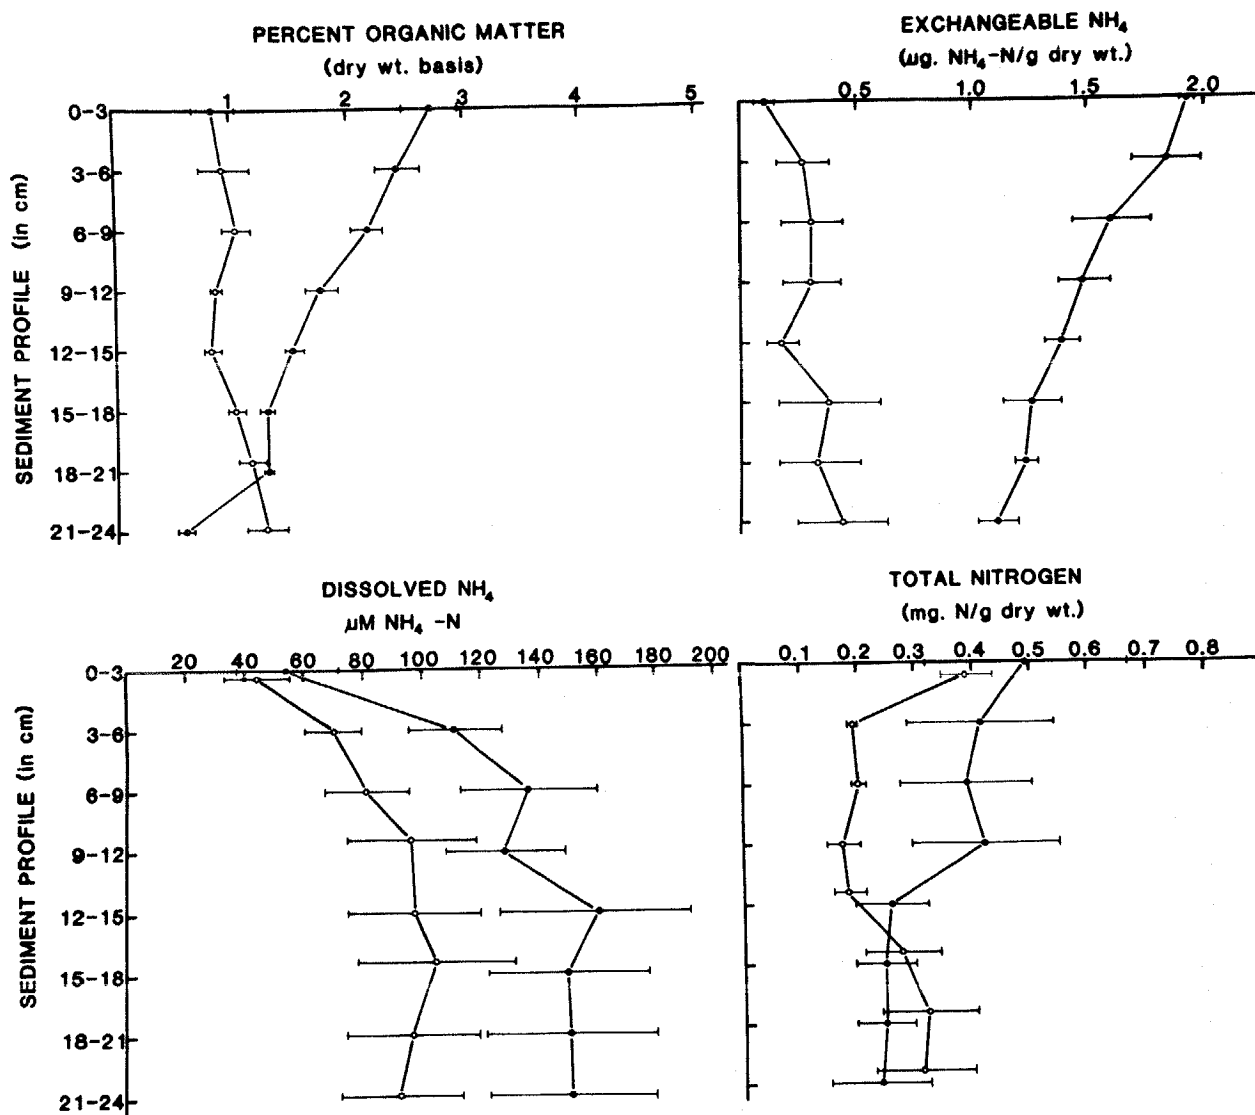 PERCENT ORGANIC MATTER
(dry wt. basis)
1 2 3 4 5
SEDIMENT PROFILE (in cm)
0-3
3-6
6-9
9-12
12-15
15-18
18-21
21-24
EXCHANGEABLE NH₄
(µg. NH₄-N/g dry wt.)
0.5 1.0 1.5 2.0
DISSOLVED NH₄
µM NH₄ -N
20 40 60 80 100 120 140 160 180 200
SEDIMENT PROFILE (in cm)
0-3
3-6
6-9
9-12
12-15
15-18
18-21
21-24
TOTAL NITROGEN
(mg. N/g dry wt.)
0.1 0.2 0.3 0.4 0.5 0.6 0.7 0.8